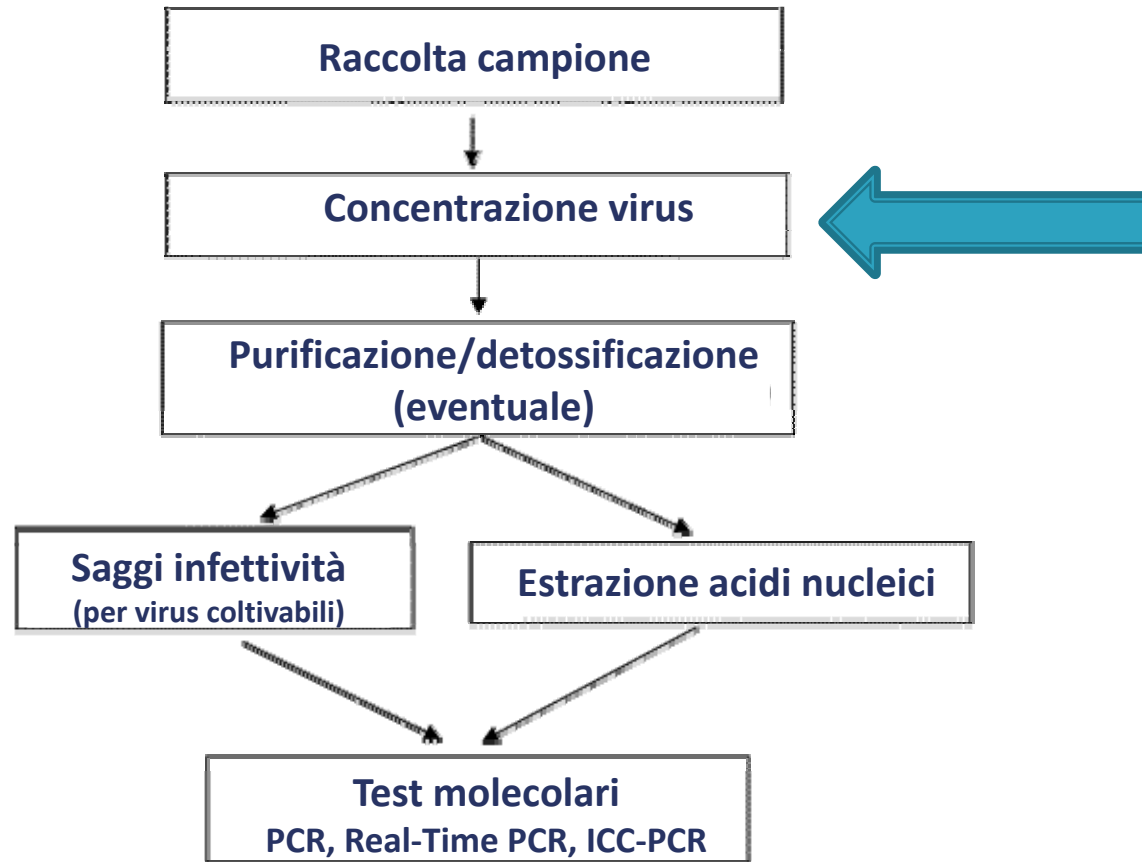 Raccolta campione
Concentrazione virus
Purificazione/detossificazione
(eventuale)
Saggi infettività
(per virus coltivabili)
Estrazione acidi nucleici
Test molecolari
PCR, Real-Time PCR, ICC-PCR